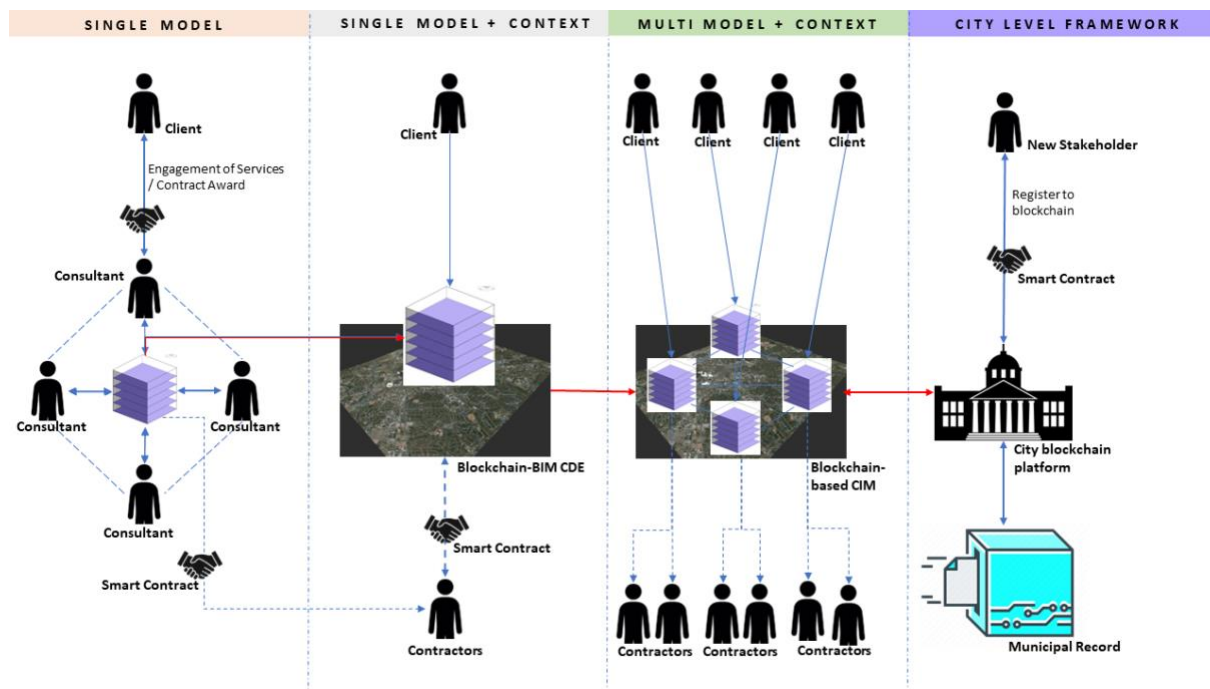 SINGLE MODEL
SINGLE MODEL + CONTEXT
MULTI MODEL + CONTEXT
CITY LEVEL FRAMEWORK
Client
Engagement of Services
/ Contract Award
Consultant
Consultant
Consultant
Consultant
Smart Contract
Client
Blockchain-BIM CDE
Smart Contract
Contractors
Client
Client
Client
Client
Blockchain-
based CIM
Contractors
Contractors
Contractors
New Stakeholder
Register to
blockchain
Smart Contract
City blockchain
platform
Municipal Record